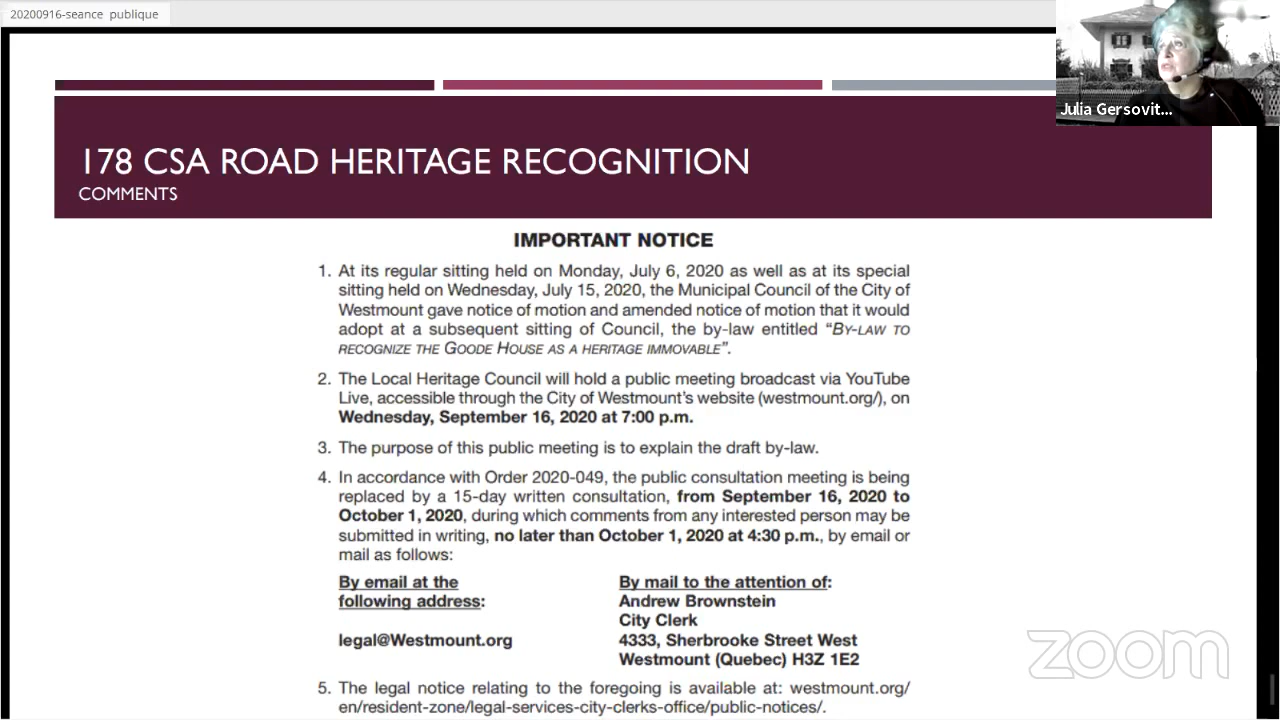 20200916-seance publique
Julia Gersovit...
178 CSA ROAD HERITAGE RECOGNITION
COMMENTS
IMPORTANT NOTICE
1. At its regular sitting held on Monday, July 6, 2020 as well as at its special
sitting held on Wednesday, July 15, 2020, the Municipal Council of the City of
Westmount gave notice of motion and amended notice of motion that it would
adopt at a subsequent sitting of Council, the by-law entitled “BY-LAW TO
RECOGNIZE THE GOODE HOUSE AS A HERITAGE IMMOVABLE”.
2. The Local Heritage Council will hold a public meeting broadcast via YouTube
Live, accessible through the City of Westmount's website (westmount.org/), on
Wednesday, September 16, 2020 at 7:00 p.m.
3. The purpose of this public meeting is to explain the draft by-law.
4. In accordance with Order 2020-049, the public consultation meeting is being
replaced by a 15-day written consultation, from September 16, 2020 to
October 1, 2020, during which comments from any interested person may be
submitted in writing, no later than October 1, 2020 at 4:30 p.m., by email or
mail as follows:
By email at the
following address:
legal@Westmount.org
By mail to the attention of:
Andrew Brownstein
City Clerk
4333, Sherbrooke Street West
Westmount (Quebec) H3Z 1E2
5. The legal notice relating to the foregoing is available at: westmount.org/
en/resident-zone/legal-services-city-clerks-office/public-notices/.
zoom